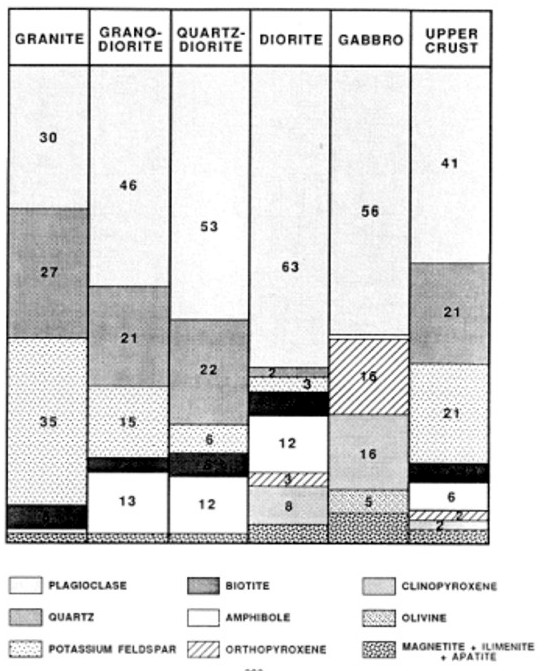 GRANITE
GRANO-
DIORITE
QUARTZ-
DIORITE
DIORITE
GABBRO
UPPER
CRUST
30
46
53
63
56
41
27
21
22
2
3
16
21
35
15
6
12
3
8
16
5
21
13
12
6
2
2
PLAGIOCLASE
BIOTITE
CLINOPYROXENE
QUARTZ
AMPHIBOLE
OLIVINE
POTASSIUM FELDSPAR
ORTHOPYROXENE
MAGNETITE + ILIMENITE
+ APATITE